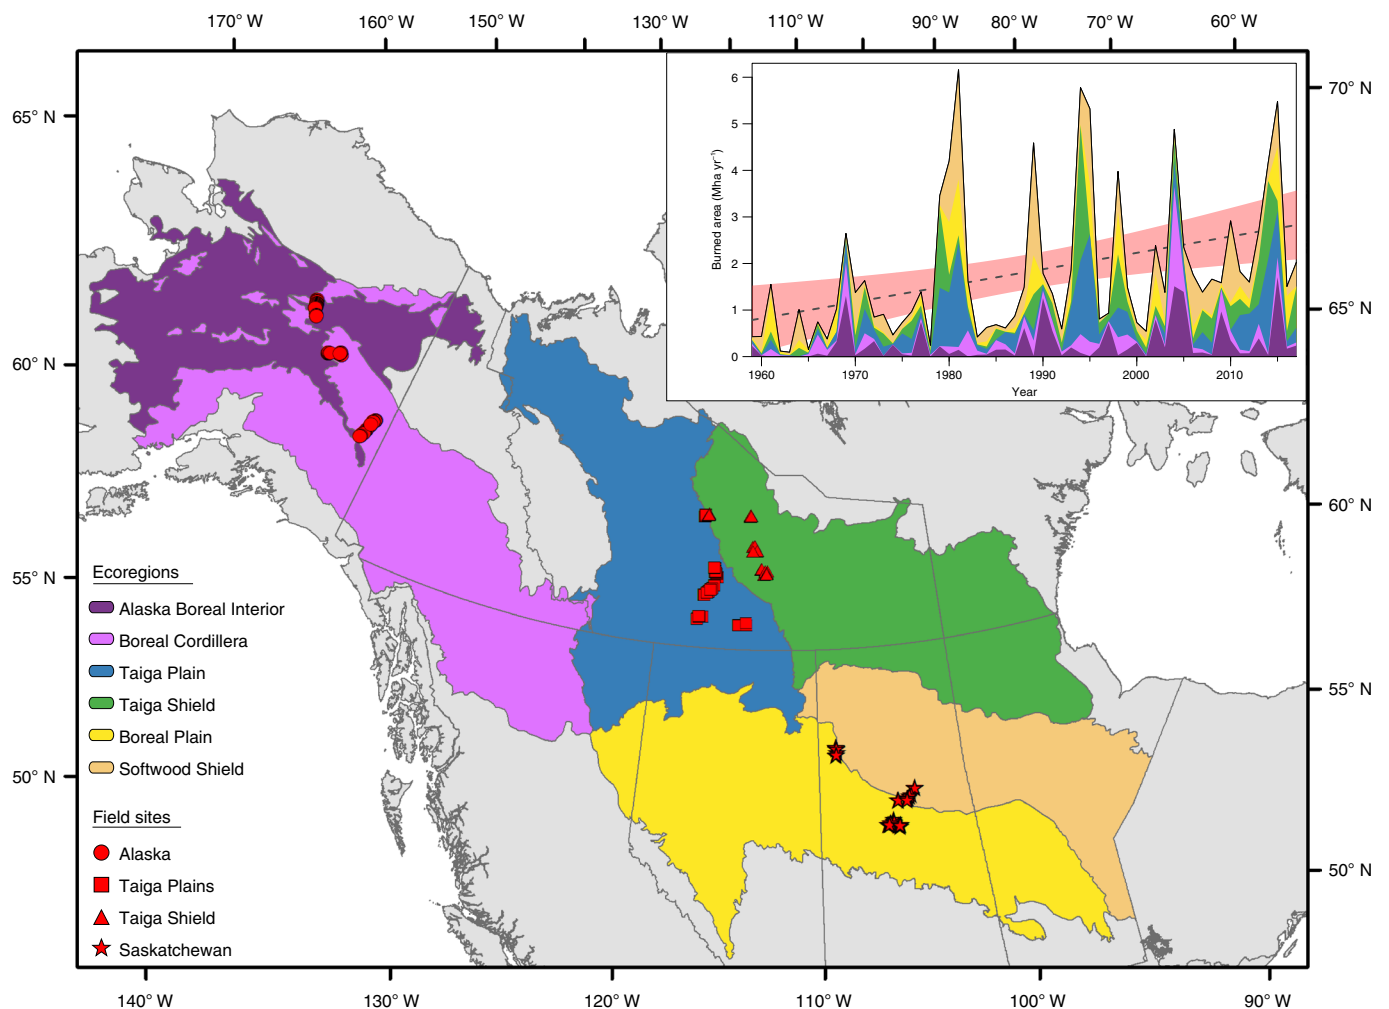 170° W 160° W 150° W 130° W 110° W 90° W 80° W 70° W 60° W
65° N
60° N
55° N
50° N
70° N
65° N
60° N
55° N
50° N
6
5
4
3
2
1
0
Burned area (Mha yr⁻¹)
1960 1970 1980 1990 2000 2010
Year
Ecoregions
Alaska Boreal Interior
Boreal Cordillera
Taiga Plain
Taiga Shield
Boreal Plain
Softwood Shield
Field sites
Alaska
Taiga Plains
Taiga Shield
Saskatchewan
140° W 130° W 120° W 110° W 100° W 90° W